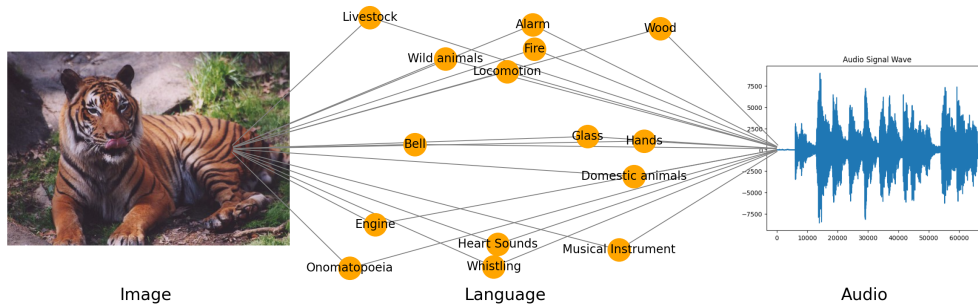 Livestock
Alarm
Wood
Fire
Wild animals
Locomotion
Bell
Glass
Hands
Domestic animals
Engine
Heart Sounds
Musical Instrument
Onomatopoeia
Whistling
Audio Signal Wave
7500
5000
2500
0
−2500
−5000
−7500
0 10000 20000 30000 40000 50000 60000
Image Language Audio